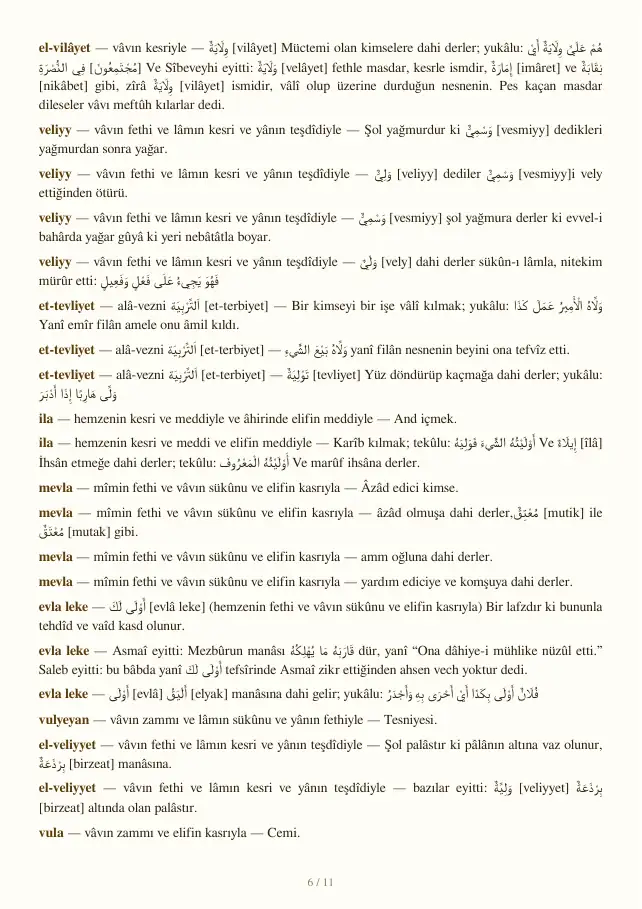 el-vilâyet — vâvın kesriyle — وِلَايَةٌ [vilâyet] Müctemi olan kimselere dahi derler; yukâlu: هُمْ عَلَيَّ وِلَايَةٌ أَيْ
مُجْتَمِعُونَ] فِي النُّصْرَةِ] Ve Sîbeveyhi eyitti: وَلَايَةٌ [velâyet] fethle masdar, kesrle ismdir, إِمَارَةٌ [imâret] ve نِقَابَةٌ
[nikâbet] gibi, zîrâ وِلَايَةٌ [vilâyet] ismidir, vâlî olup üzerine durduğun nesnenin. Pes kaçan masdar
dileseler vâvı meftûh kılarlar dedi.
veliyy — vâvın fethi ve lâmın kesri ve yânın teşdîdiyle — Şol yağmurdur ki وَسْمِيٌّ [vesmiyy] dedikleri
yağmurdan sonra yağar.
veliyy — vâvın fethi ve lâmın kesri ve yânın teşdîdiyle — وَلِيٌّ [veliyy] dediler وَسْمِيٌّ [vesmiyy]i vely
ettiğinden ötürü.
veliyy — vâvın fethi ve lâmın kesri ve yânın teşdîdiyle — وَسْمِيٌّ [vesmiyy] şol yağmura derler ki evvel-i
bahârda yağar gûyâ ki yeri nebâtâtla boyar.
veliyy — vâvın fethi ve lâmın kesri ve yânın teşdîdiyle — وَلْيٌ [vely] dahi derler sükûn-ı lâmla, nitekim
mürûr etti: فَهُوَ يَجِيءُ عَلَى فَعْلٍ وَفَعِيلٍ
et-tevliyet — alâ-vezni اَلتَّرْبِيَة [et-terbiyet] — Bir kimseyi bir işe vâlî kılmak; yukâlu: وَلَّاهُ الْأَمِيرُ عَمَلَ كَذَا
Yanî emîr filân amele onu âmil kıldı.
et-tevliyet — alâ-vezni اَلتَّرْبِيَة [et-terbiyet] — وَلَّاهُ بَيْعَ الشَّيْءِ yanî filân nesnenin beyini ona tefvîz etti.
et-tevliyet — alâ-vezni اَلتَّرْبِيَة [et-terbiyet] — تَوْلِيَةٌ [tevliyet] Yüz döndürüp kaçmağa dahi derler; yukâlu:
وَلَّى هَارِبًا إِذَا أَدْبَرَ
ila — hemzenin kesri ve meddiyle ve âhirinde elifin meddiyle — And içmek.
ila — hemzenin kesri ve meddi ve elifin meddiyle — Karîb kılmak; tekûlu: أَوْلَيْتُهُ الشَّيْءَ فَوَلِيَهُ Ve إِيلَاءٌ [îlâ]
İhsân etmeğe dahi derler; tekûlu: أَوْلَيْتُهُ الْمَعْرُوفَ Ve marûf ihsâna derler.
mevla — mîmin fethi ve vâvın sükûnu ve elifin kasrıyla — Âzâd edici kimse.
mevla — mîmin fethi ve vâvın sükûnu ve elifin kasrıyla — âzâd olmuşa dahi derler,مُعْتِقٌ [mutik] ile
مُعْتَقٌ [mutak] gibi.
mevla — mîmin fethi ve vâvın sükûnu ve elifin kasrıyla — amm oğluna dahi derler.
mevla — mîmin fethi ve vâvın sükûnu ve elifin kasrıyla — yardım ediciye ve komşuya dahi derler.
evla leke — أَوْلَى لَكَ [evlâ leke] (hemzenin fethi ve vâvın sükûnu ve elifin kasrıyla) Bir lafzdır ki bununla
tehdîd ve vaîd kasd olunur.
evla leke — Asmaî eyitti: Mezbûrun manâsı قَارَبَهُ مَا يُهْلِكُهُ dür, yanî “Ona dâhiye-i mühlike nüzûl etti.”
Saleb eyitti: bu bâbda yanî أَوْلَى لَكَ tefsîrinde Asmaî zikr ettiğinden ahsen vech yoktur dedi.
evla leke — أَوْلَى [evlâ] أَلْيَقُ [elyak] manâsına dahi gelir; yukâlu: فُلَانٌ أَوْلَى بِكَذَا أَيْ أَحْرَى بِهِ وَأَجْدَرُ
vulyeyan — vâvın zammı ve lâmın sükûnu ve yânın fethiyle — Tesniyesi.
el-veliyyet — vâvın fethi ve lâmın kesri ve yânın teşdîdiyle — Şol palâstır ki pâlânın altına vaz olunur,
بِرْذَعَةٌ [birzeat] manâsına.
el-veliyyet — vâvın fethi ve lâmın kesri ve yânın teşdîdiyle — bazılar eyitti: وَلِيَّةٌ [veliyyet] بِرْذَعَةٌ
[birzeat] altında olan palâstır.
vula — vâvın zammı ve elifin kasrıyla — Cemi.
6 / 11